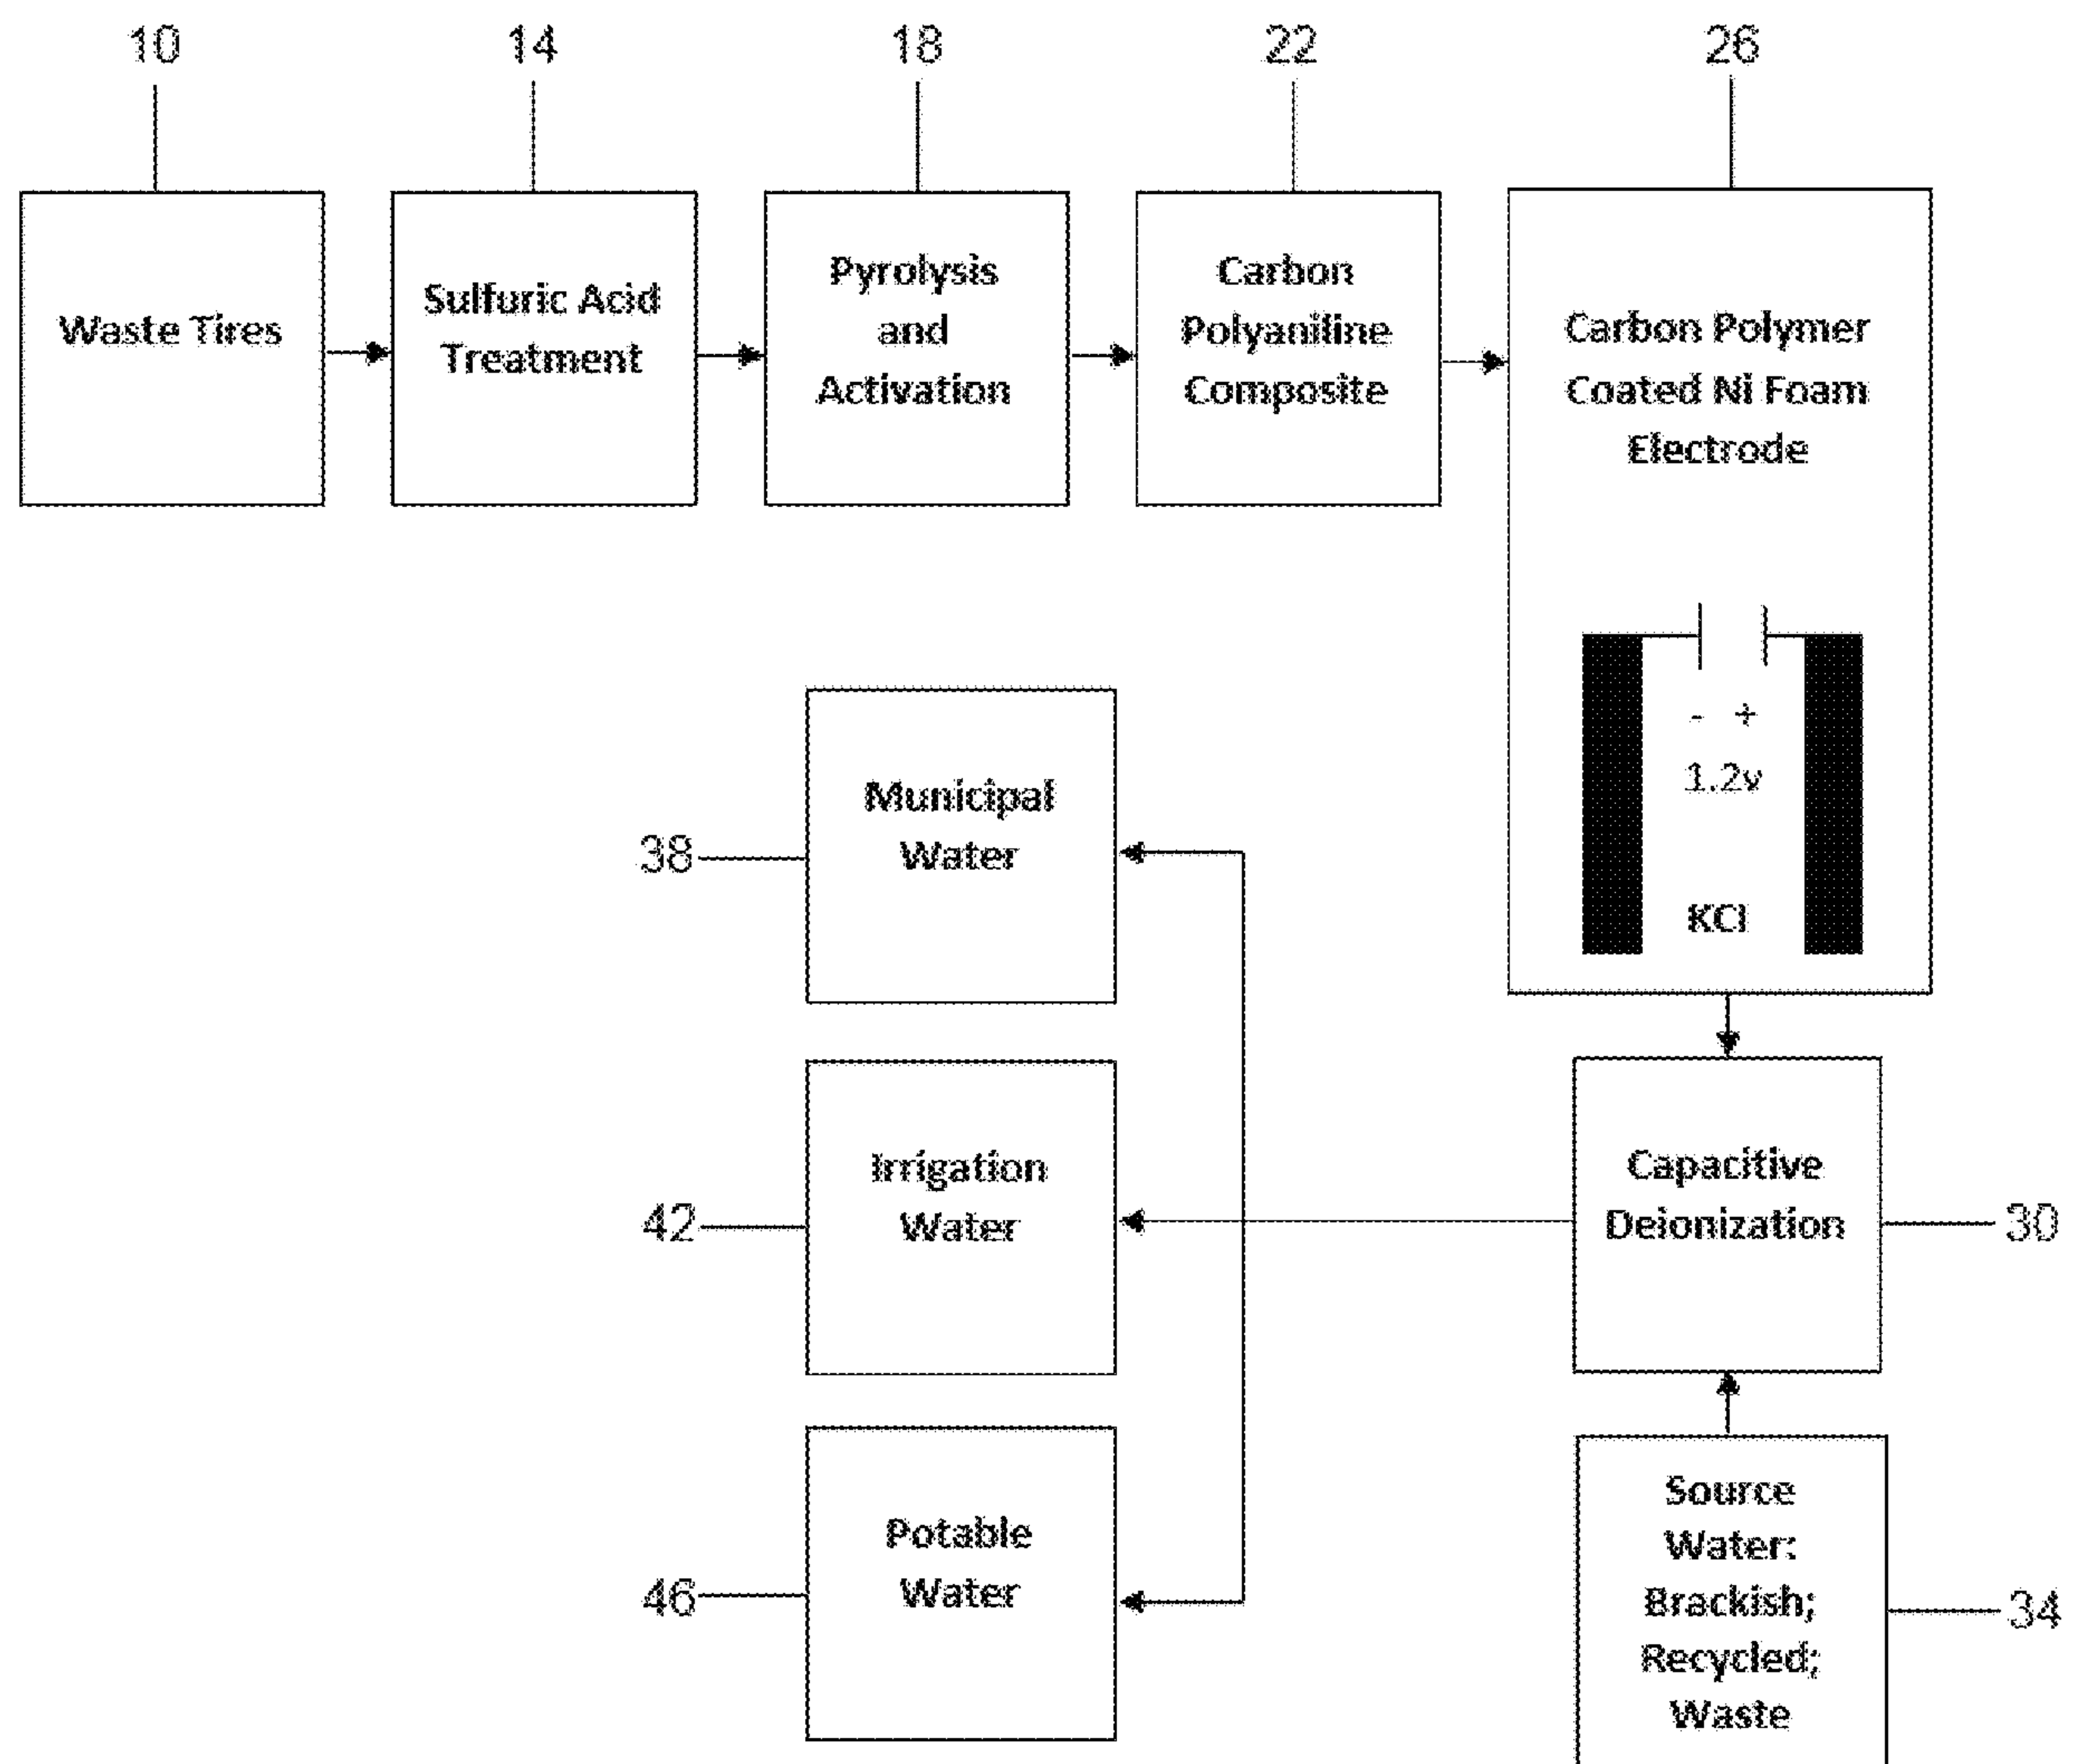 10
14
18
22
26
Waste Tires
Sulfuric Acid
Treatment
Pyrolysis
and
Activation
Carbon
Polyaniline
Composite
Carbon Polymer
Coated Ni Foam
Electrode
- +
1.2v
KCl
Municipal
Water
38
Irrigation
Water
42
Capacitive
Deionization
30
Potable
Water
46
Source
Water:
Brackish;
Recycled;
Waste
34